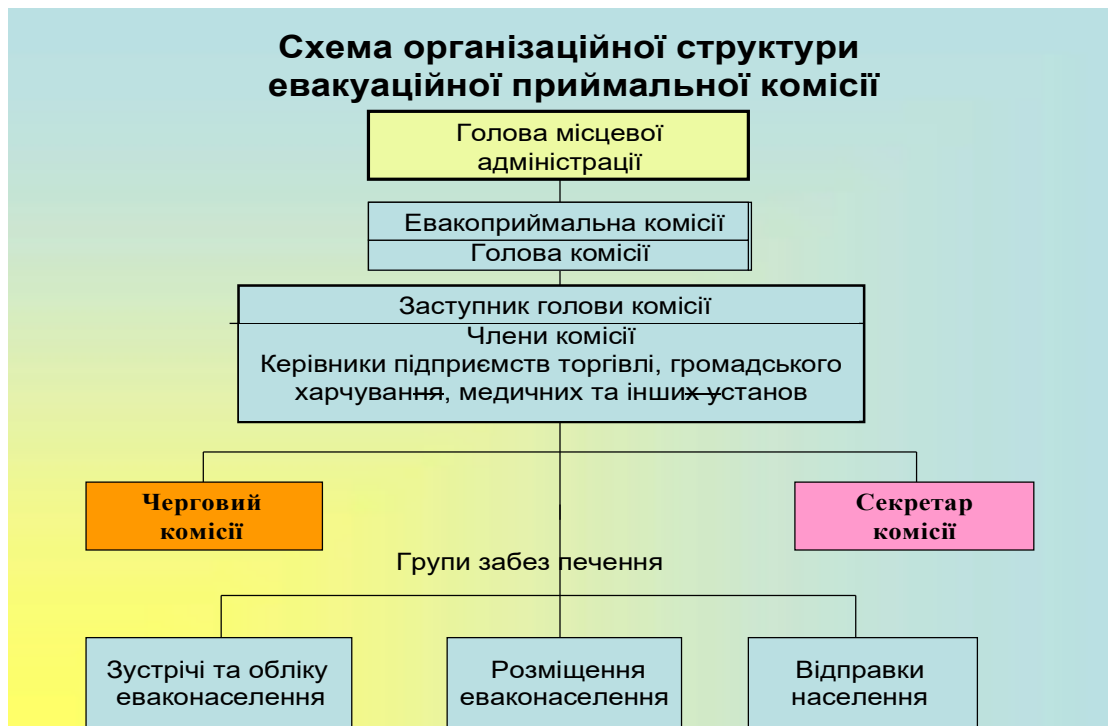 Схема організаційної структури
евакуаційної приймальної комісії
Голова місцевої
адміністрації
Евакоприймальна комісії
Голова комісії
Заступник голови комісії
Члени комісії
Керівники підприємств торгівлі, громадського
харчування, медичних та інших установ
Черговий
комісії
Секретар
комісії
Групи забез печення
Зустрічі та обліку
еваконаселення
Розміщення
еваконаселення
Відправки
населення